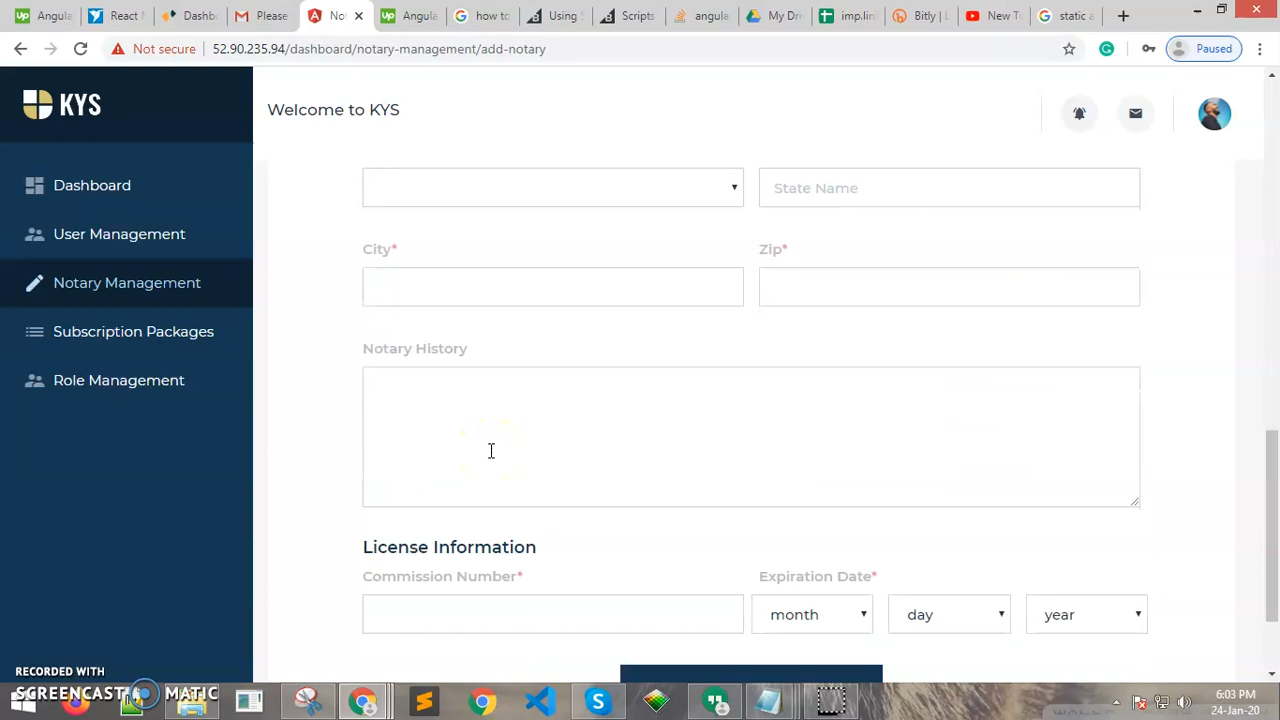 React N
Dashbo
Please
Not
Angula
how to
Using S
Scripts
angula
My Dri
imp.lin
Bitly | L
New T
static a
Not secure 52.90.235.94/dashboard/notary-management/add-notary
Paused
KYS
Welcome to KYS
Dashboard
User Management
Notary Management
Subscription Packages
Role Management
State Name
City*
Zip*
Notary History
License Information
Commission Number*
Expiration Date*
month
day
year
RECORDED WITH
SCREENCAST MATIC
6:03 PM
24-Jan-20